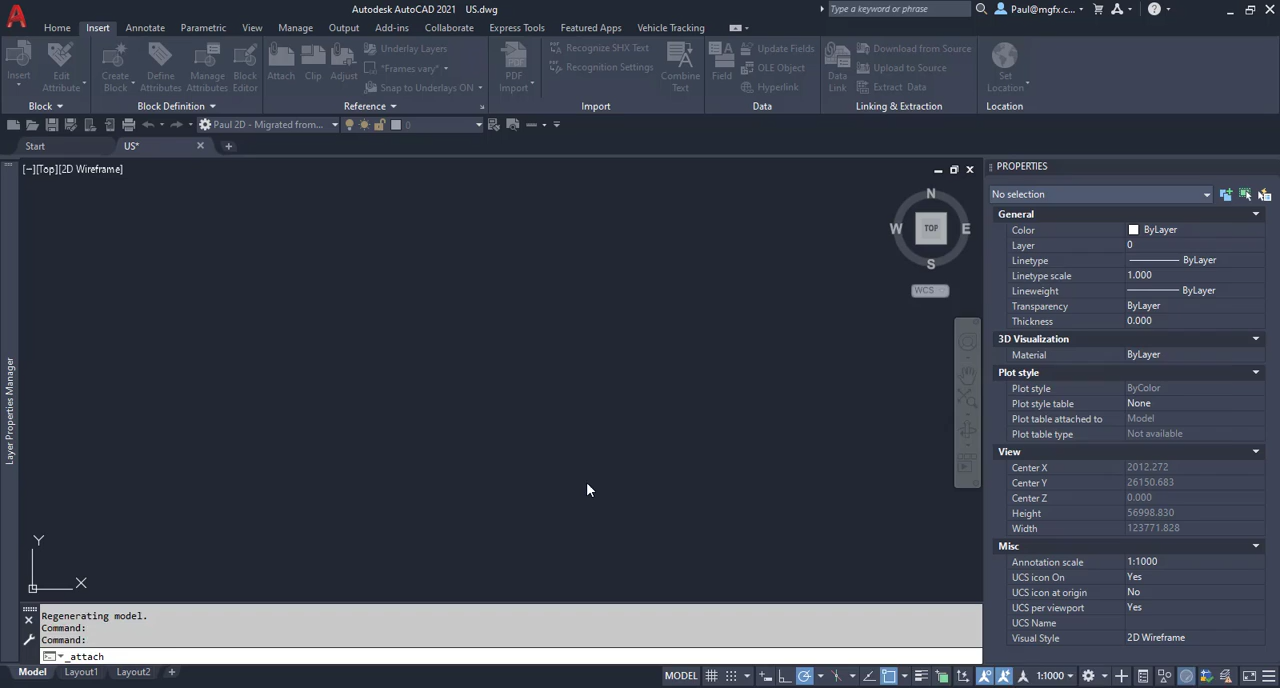 Autodesk AutoCAD 2021 US.dwg
Type a keyword or phrase
Paul@mgfx.c...
Home Insert Annotate Parametric View Manage Output Add-ins Collaborate Express Tools Featured Apps Vehicle Tracking
Insert
Edit Attribute
Block
Create Block
Define Attributes
Manage Attributes
Block Editor
Block Definition
Attach
Clip
Adjust
Underlay Layers
*Frames vary*
Snap to Underlays ON
Reference
PDF Import
Recognize SHX Text
Recognition Settings
Combine Text
Import
Field
Update Fields
OLE Object
Hyperlink
Data
Data Link
Download from Source
Upload to Source
Extract Data
Linking & Extraction
Set Location
Location
Paul 2D - Migrated from...
0
Start
US*
[−][Top][2D Wireframe]
N
W TOP E
S
WCS
Y
X
Layer Properties Manager
PROPERTIES
No selection
General
Color ByLayer
Layer 0
Linetype ByLayer
Linetype scale 1.000
Lineweight ByLayer
Transparency ByLayer
Thickness 0.000
3D Visualization
Material ByLayer
Plot style
Plot style ByColor
Plot style table None
Plot table attached to Model
Plot table type Not available
View
Center X 2012.272
Center Y 26150.683
Center Z 0.000
Height 56998.830
Width 123771.828
Misc
Annotation scale 1:1000
UCS icon On Yes
UCS icon at origin No
UCS per viewport Yes
UCS Name
Visual Style 2D Wireframe
Regenerating model.
Command:
Command:
_attach
Model Layout1 Layout2
MODEL
1:1000